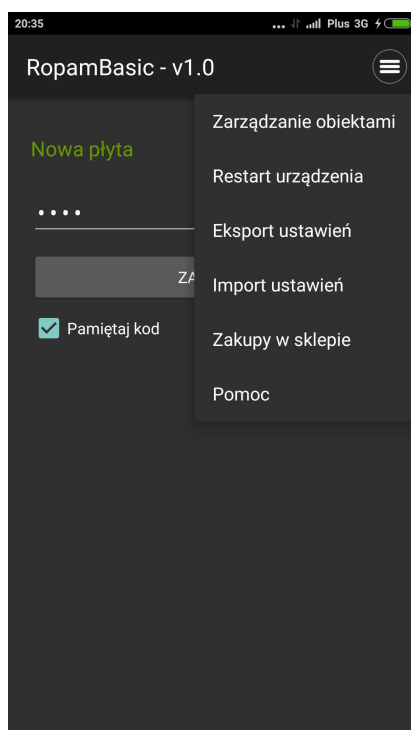 20:35
... Plus 3G
RopamBasic - v1.0
Zarządzanie obiektami
Nowa płyta
Restart urządzenia
....
Eksport ustawień
ZA
Import ustawień
Pamiętaj kod
Zakupy w sklepie
Pomoc